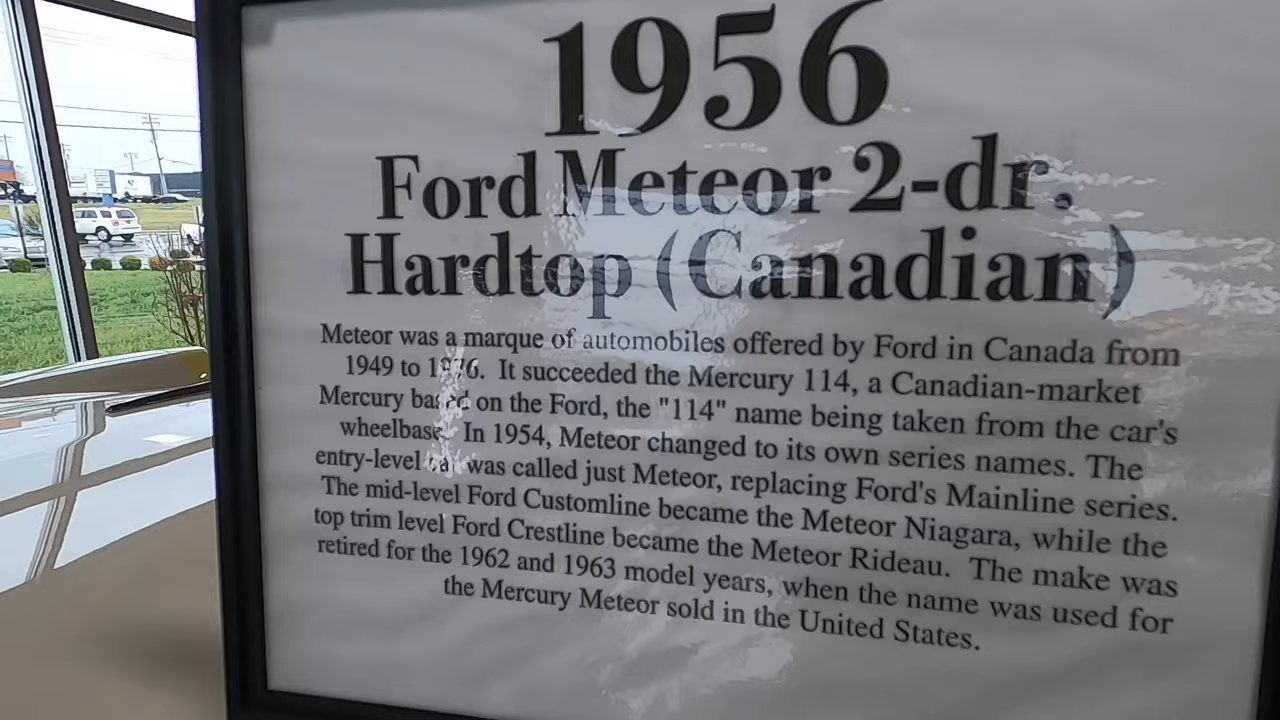 1956
Ford Meteor 2-dr.
Hardtop (Canadian)
Meteor was a marque of automobiles offered by Ford in Canada from
1949 to 1976. It succeeded the Mercury 114, a Canadian-market
Mercury based on the Ford, the "114" name being taken from the car's
wheelbase. In 1954, Meteor changed to its own series names. The
entry-level car was called just Meteor, replacing Ford's Mainline series.
The mid-level Ford Customline became the Meteor Niagara, while the
top trim level Ford Crestline became the Meteor Rideau. The make was
retired for the 1962 and 1963 model years, when the name was used for
the Mercury Meteor sold in the United States.